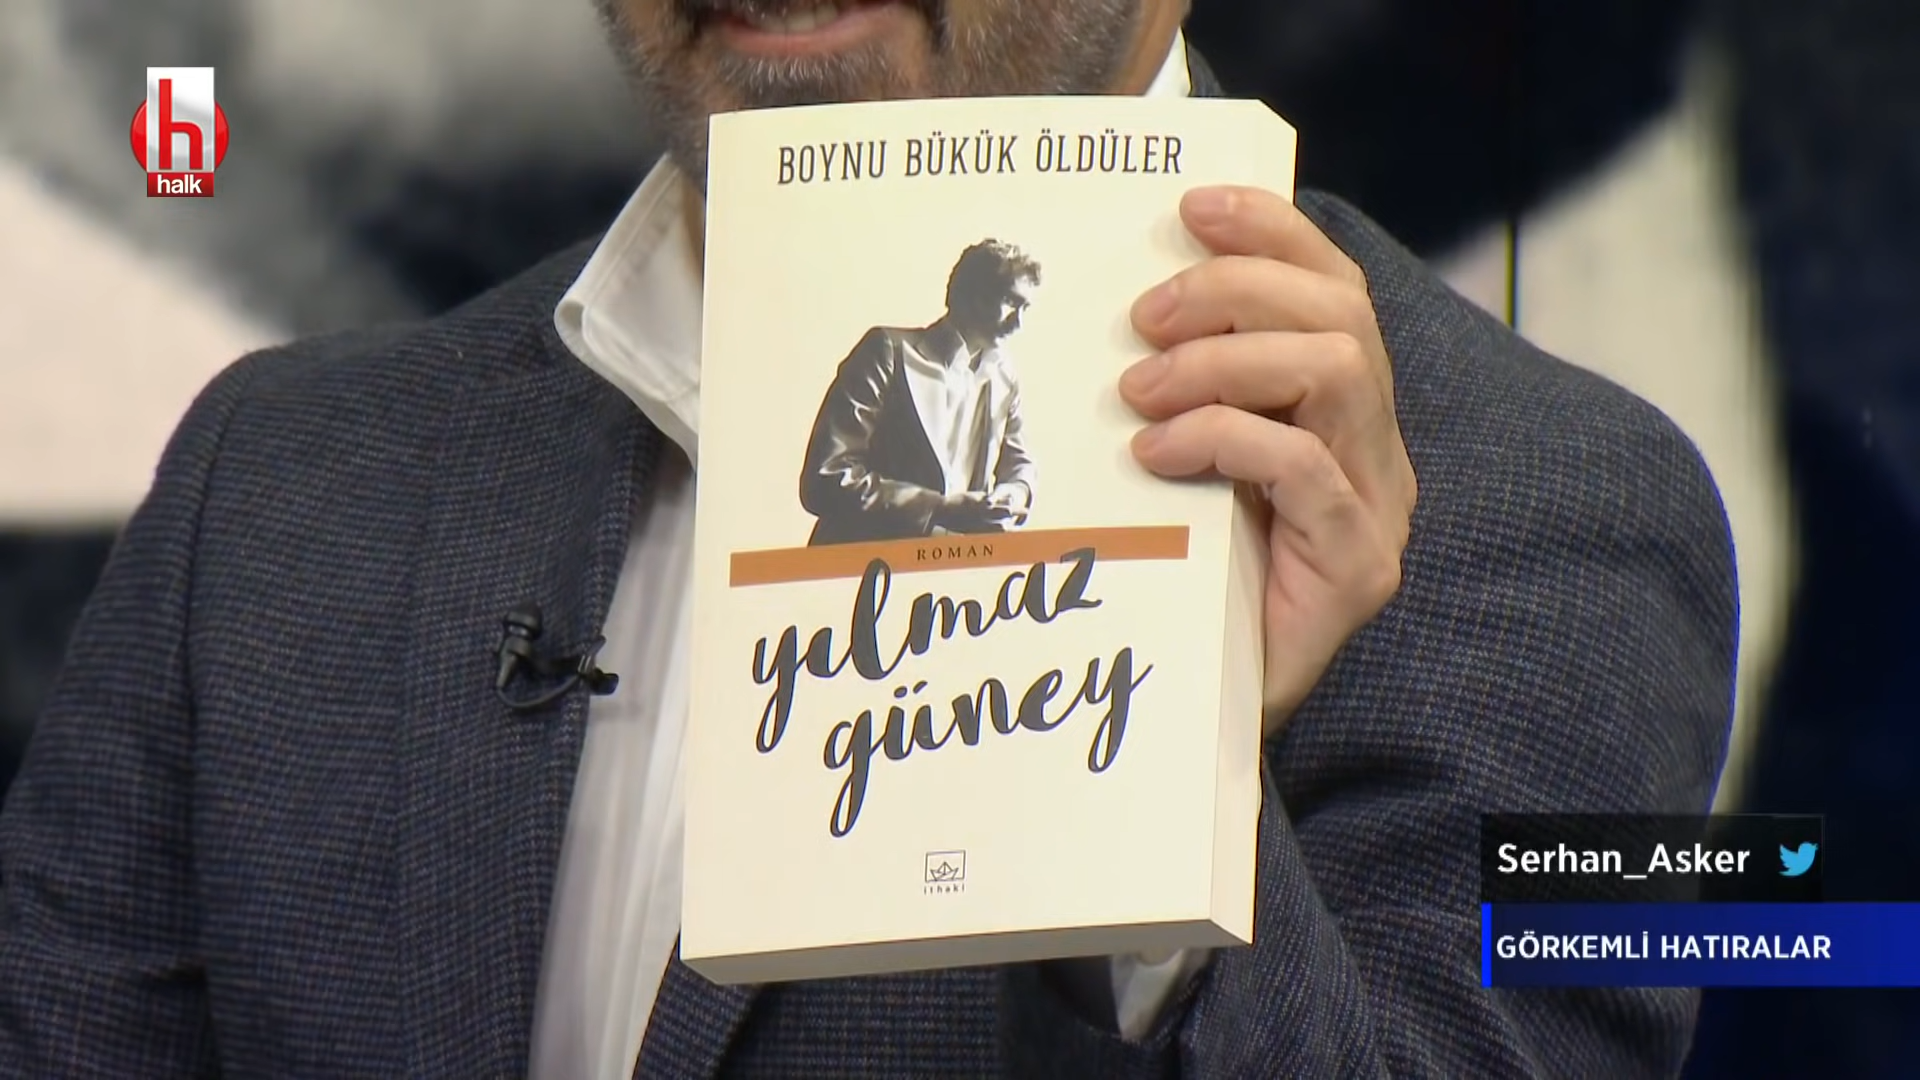 h
halk
BOYNU BÜKÜK ÖLDÜLER
ROMAN
yılmaz
güney
ithaki
Serhan_Asker
GÖRKEMLİ HATIRALAR